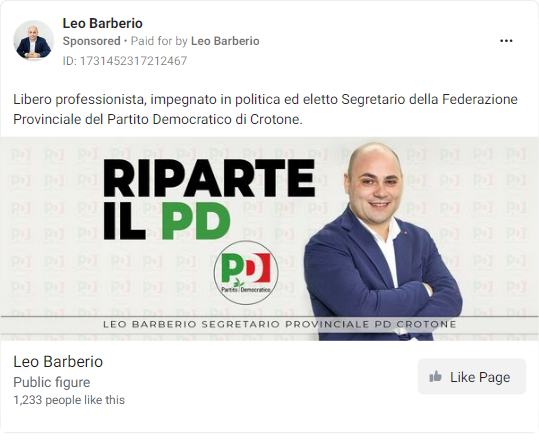 Leo Barberio
Sponsored • Paid for by Leo Barberio
ID: 1731452317212467
Libero professionista, impegnato in politica ed eletto Segretario della Federazione
Provinciale del Partito Democratico di Crotone.
RIPARTE
IL PD
PD
Partito Democratico
LEO BARBERIO SEGRETARIO PROVINCIALE PD CROTONE
Leo Barberio
Public figure
1,233 people like this
Like Page